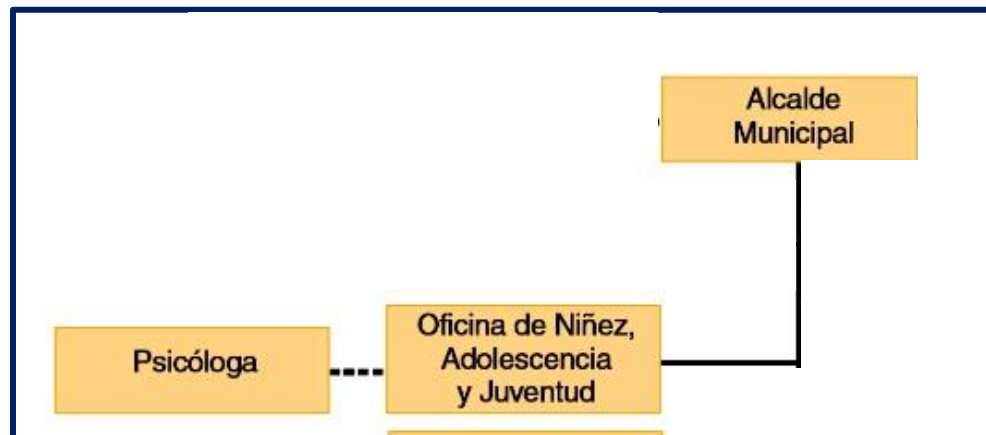 Alcalde
Municipal
Psicóloga
Oficina de Niñez,
Adolescencia
y Juventud